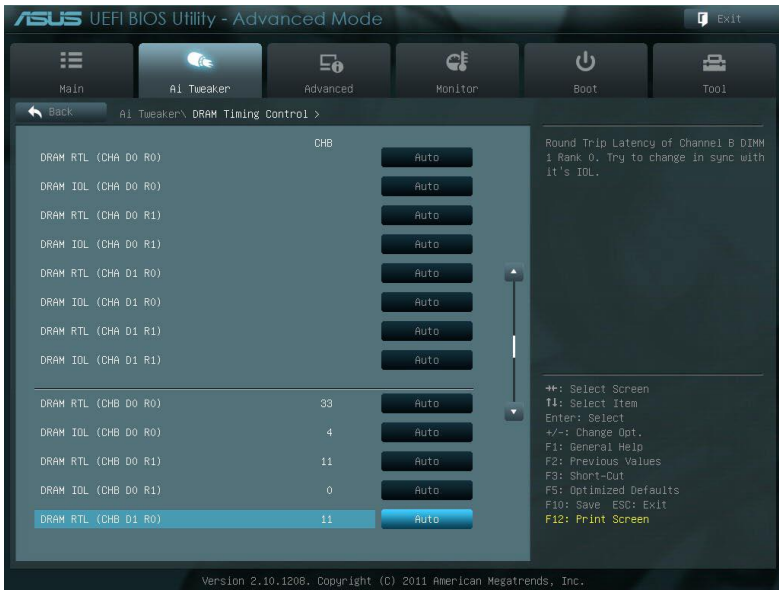 ASUS UEFI BIOS Utility - Advanced Mode
Exit
Main
Ai Tweaker
Advanced
Monitor
Boot
Tool
Back
Ai Tweaker\ DRAM Timing Control >
CHB
DRAM RTL (CHA D0 R0) Auto
DRAM IOL (CHA D0 R0) Auto
DRAM RTL (CHA D0 R1) Auto
DRAM IOL (CHA D0 R1) Auto
DRAM RTL (CHA D1 R0) Auto
DRAM IOL (CHA D1 R0) Auto
DRAM RTL (CHA D1 R1) Auto
DRAM IOL (CHA D1 R1) Auto
DRAM RTL (CHB D0 R0) 33 Auto
DRAM IOL (CHB D0 R0) 4 Auto
DRAM RTL (CHB D0 R1) 11 Auto
DRAM IOL (CHB D0 R1) 0 Auto
DRAM RTL (CHB D1 R0) 11 Auto
Round Trip Latency of Channel B DIMM
1 Rank 0. Try to change in sync with
it's IOL.
→←: Select Screen
↑↓: Select Item
Enter: Select
+/-: Change Opt.
F1: General Help
F2: Previous Values
F3: Short-Cut
F5: Optimized Defaults
F10: Save ESC: Exit
F12: Print Screen
Version 2.10.1208. Copyright (C) 2011 American Megatrends, Inc.